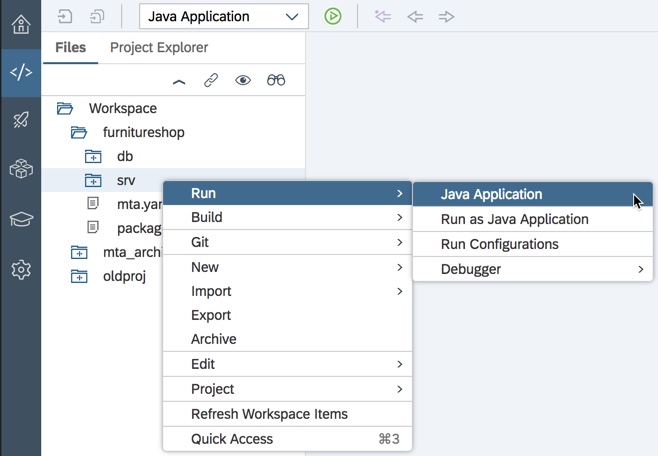 Java Application
Files
Project Explorer
Workspace
furnitureshop
db
srv
mta.yar
packag
mta_arch
oldproj
Run
Build
Git
New
Import
Export
Archive
Edit
Project
Refresh Workspace Items
Quick Access ⌘3
Java Application
Run as Java Application
Run Configurations
Debugger